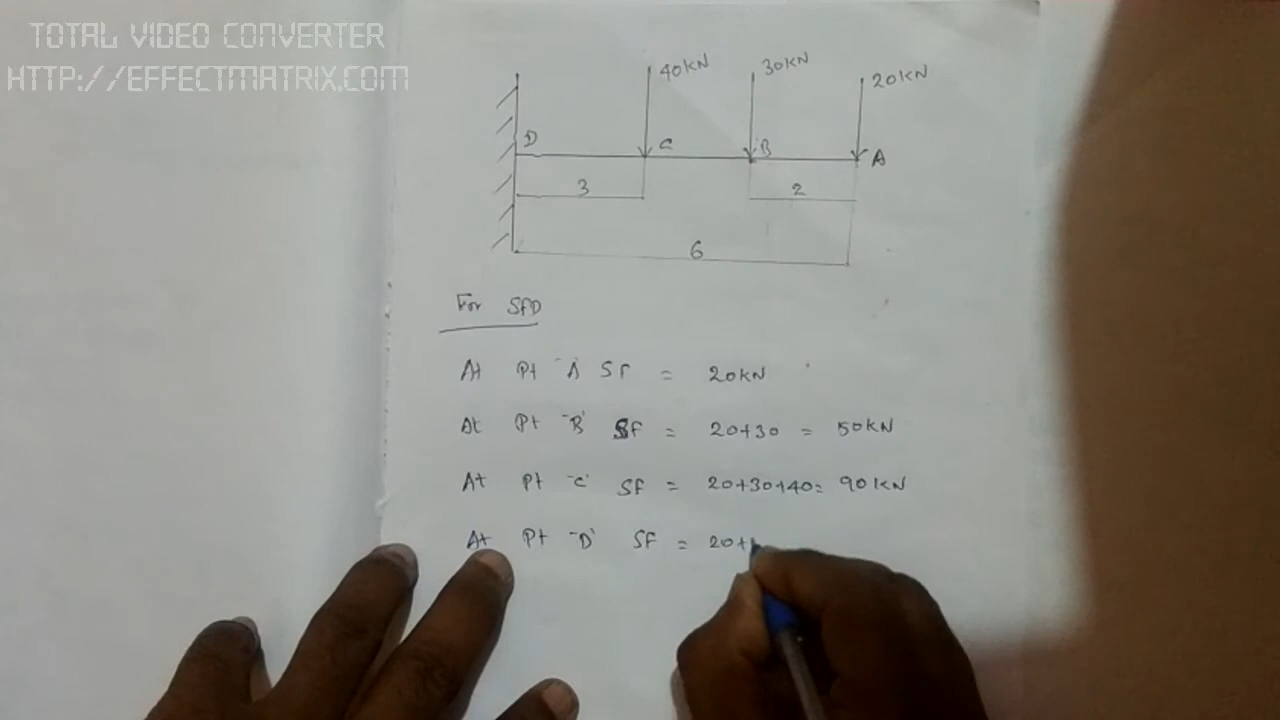 TOTAL VIDEO CONVERTER
HTTP://EFFECTMATRIX.COM
40KN 30KN 20KN
D C B A
3 2
6
For SFD
At Pt 'A' SF = 20KN
At Pt 'B' SF = 20+30 = 50KN
At Pt 'C' SF = 20+30+40= 90KN
At Pt 'D' SF = 20+